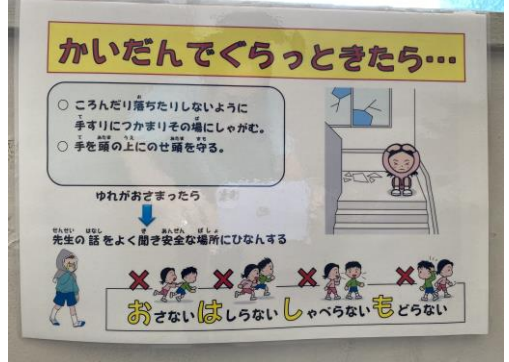 かいだんでぐらっときたら…
○ ころんだり落ちたりしないように
手すりにつかまりその場にしゃがむ。
○ 手を頭の上にのせ頭を守る。
ゆれがおさまったら
先生の話をよく聞き安全な場所にひなんする
おさない はしらない しゃべらない もどらない